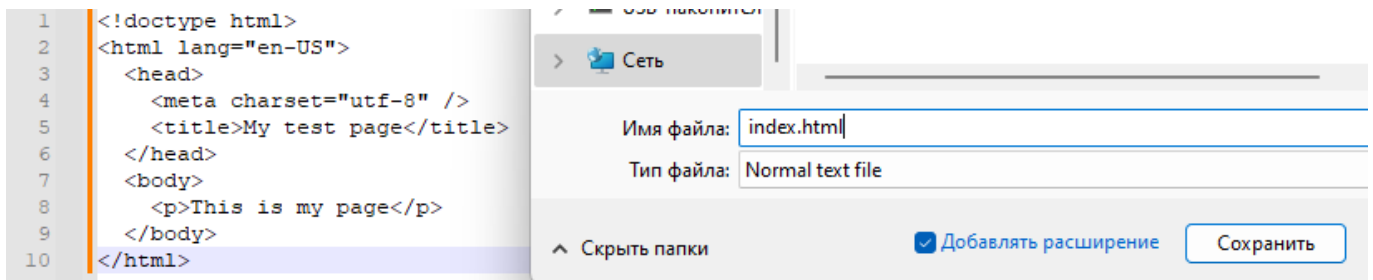 1 <!doctype html>
2 <html lang="en-US">
3 <head>
4 <meta charset="utf-8" />
5 <title>My test page</title>
6 </head>
7 <body>
8 <p>This is my page</p>
9 </body>
10 </html>
Сеть
Имя файла: index.html
Тип файла: Normal text file
Скрыть папки
Добавлять расширение
Сохранить